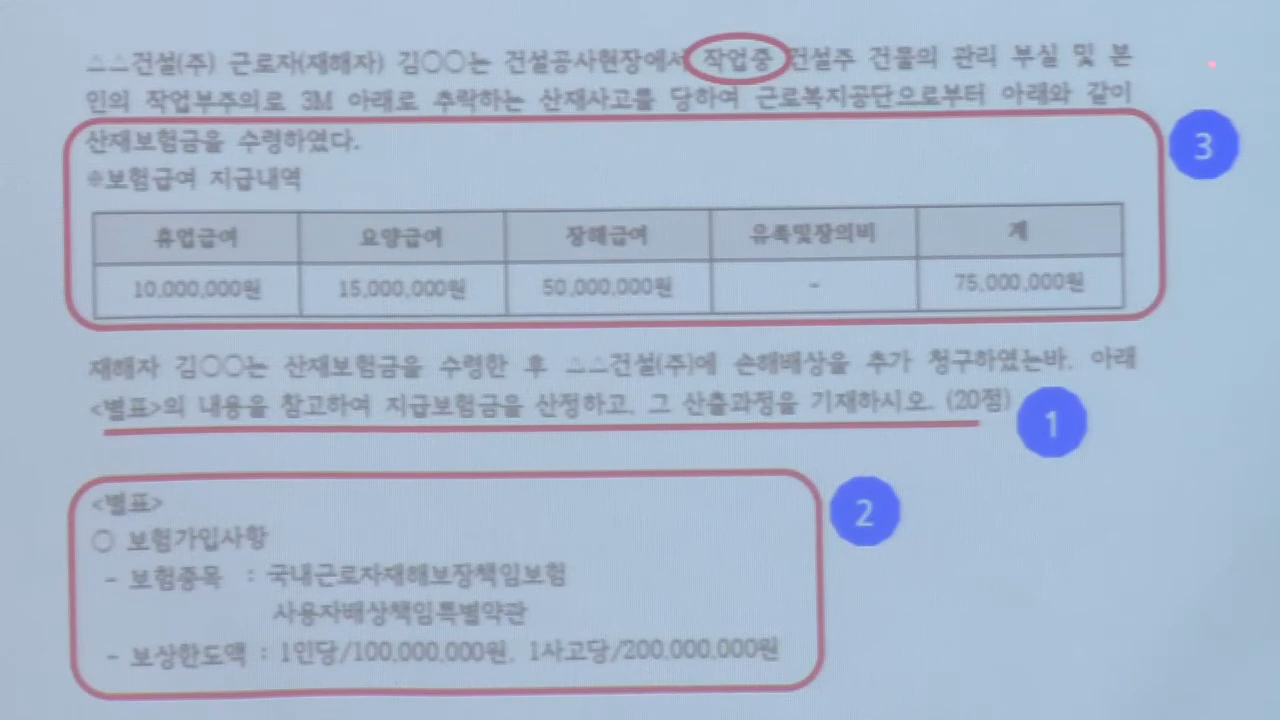 △△건설(주) 근로자(재해자) 김○○는 건설공사현장에서 작업중 건설주 건물의 관리 부실 및 본
인의 작업부주의로 3M 아래로 추락하는 산재사고를 당하여 근로복지공단으로부터 아래와 같이
산재보험금을 수령하였다.
3
※보험급여 지급내역
휴업급여 요양급여 장해급여 유족및장의비 계
10,000,000원 15,000,000원 50,000,000원 - 75,000,000원
재해자 김○○는 산재보험금을 수령한 후 △△건설(주)에 손해배상을 추가 청구하였는바, 아래
<별표>의 내용을 참고하여 지급보험금을 산정하고, 그 산출과정을 기재하시오. (20점)
1
<별표>
2
○ 보험가입사항
- 보험종목 : 국내근로자재해보장책임보험
사용자배상책임특별약관
- 보상한도액 : 1인당/100,000,000원, 1사고당/200,000,000원